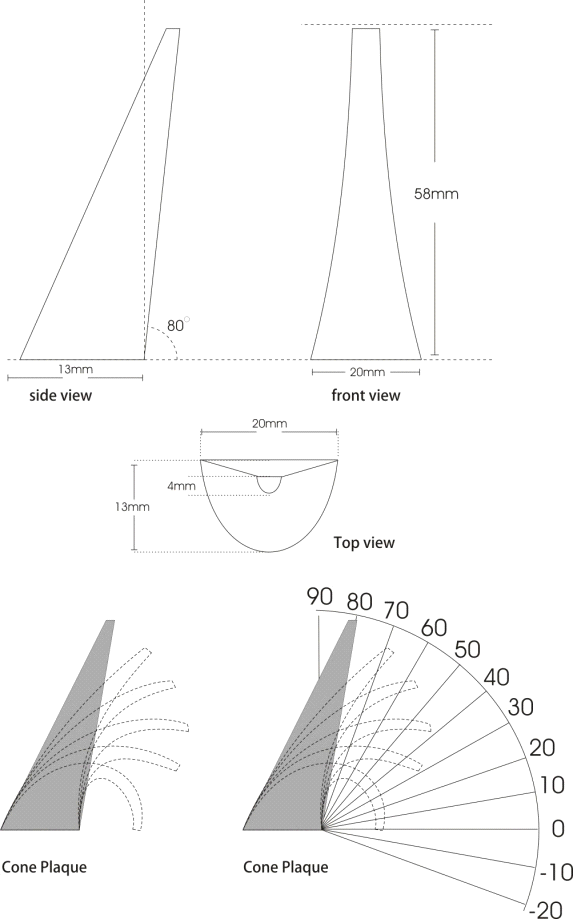 58mm
80°
13mm
20mm
side view
front view
20mm
4mm
13mm
Top view
90
80
70
60
50
40
30
20
10
0
-10
-20
Cone Plaque
Cone Plaque